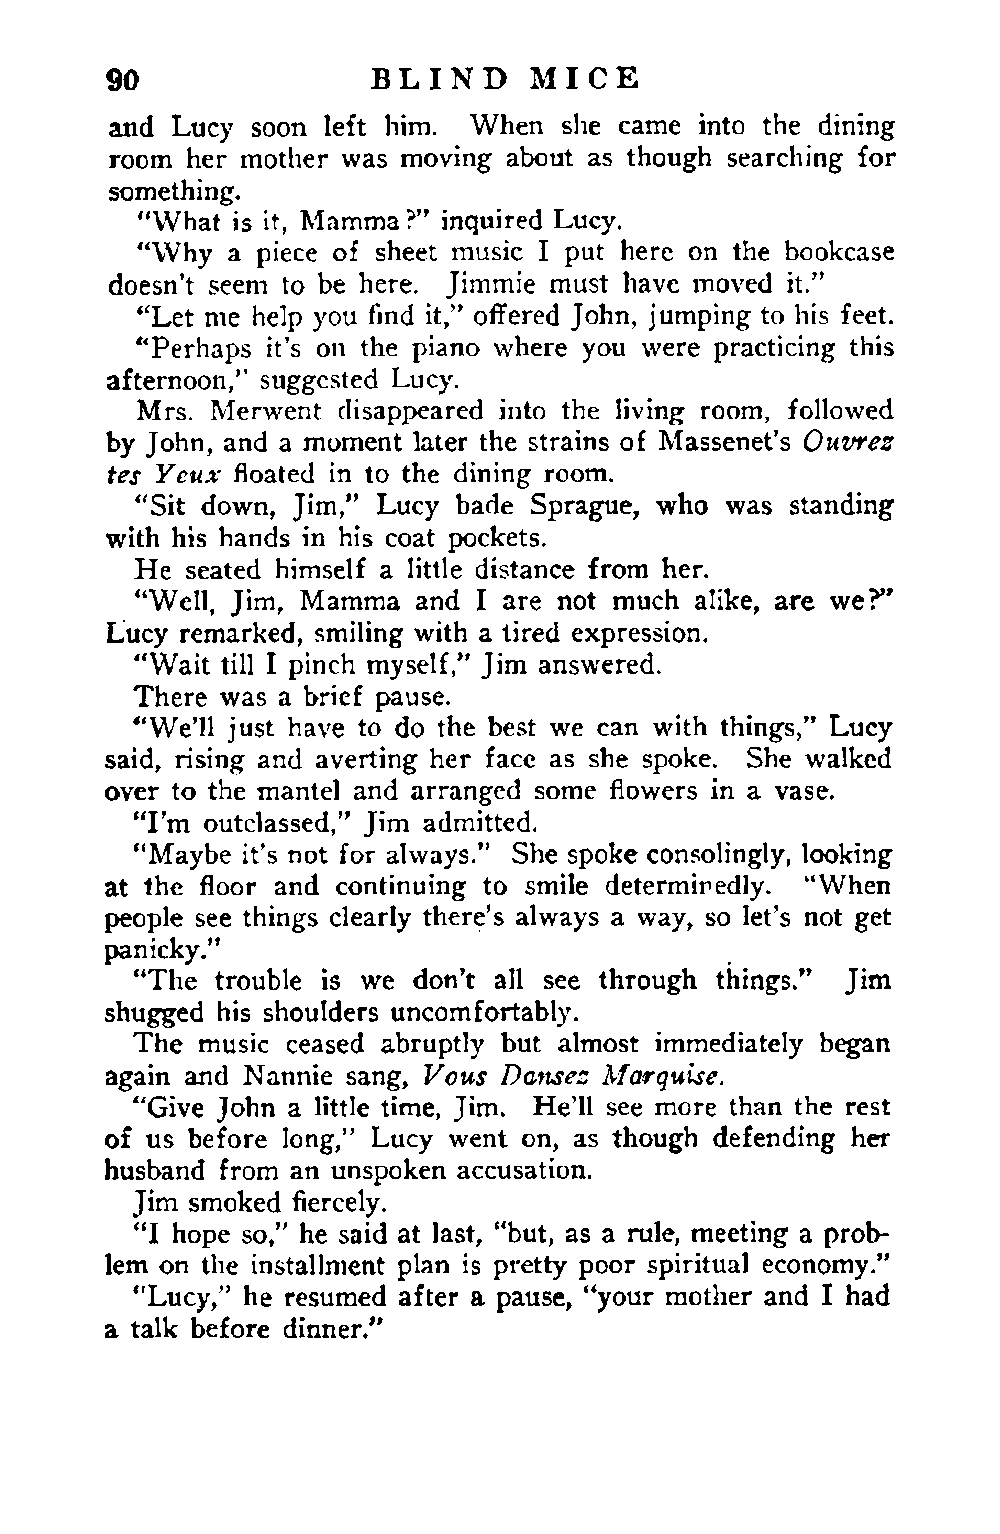 90 BLIND MICE
and Lucy soon left him. When she came into the dining
room her mother was moving about as though searching for
something.
"What is it, Mamma?" inquired Lucy.
"Why a piece of sheet music I put here on the bookcase
doesn't seem to be here. Jimmie must have moved it."
"Let me help you find it," offered John, jumping to his feet.
"Perhaps it's on the piano where you were practicing this
afternoon," suggested Lucy.
Mrs. Merwent disappeared into the living room, followed
by John, and a moment later the strains of Massenet's Ouvrez
tes Yeux floated in to the dining room.
"Sit down, Jim," Lucy bade Sprague, who was standing
with his hands in his coat pockets.
He seated himself a little distance from her.
"Well, Jim, Mamma and I are not much alike, are we?"
Lucy remarked, smiling with a tired expression.
"Wait till I pinch myself," Jim answered.
There was a brief pause.
"We'll just have to do the best we can with things," Lucy
said, rising and averting her face as she spoke. She walked
over to the mantel and arranged some flowers in a vase.
"I'm outclassed," Jim admitted.
"Maybe it's not for always." She spoke consolingly, looking
at the floor and continuing to smile determinedly. "When
people see things clearly there's always a way, so let's not get
panicky."
"The trouble is we don't all see through things." Jim
shugged his shoulders uncomfortably.
The music ceased abruptly but almost immediately began
again and Nannie sang, Vous Dansez Marquise.
"Give John a little time, Jim. He'll see more than the rest
of us before long," Lucy went on, as though defending her
husband from an unspoken accusation.
Jim smoked fiercely.
"I hope so," he said at last, "but, as a rule, meeting a prob-
lem on the installment plan is pretty poor spiritual economy."
"Lucy," he resumed after a pause, "your mother and I had
a talk before dinner."